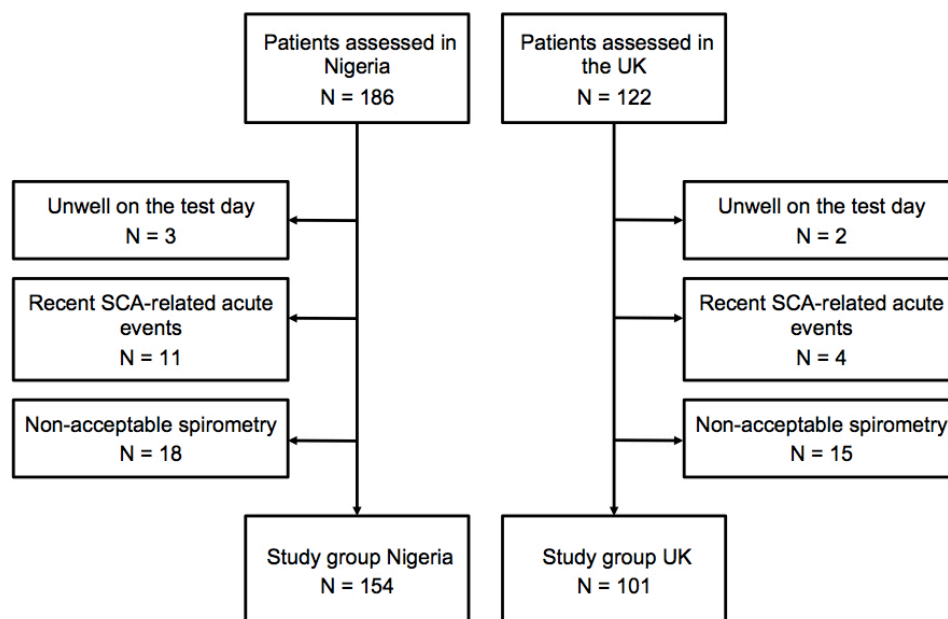 Patients assessed in
Nigeria
N = 186
Patients assessed in
the UK
N = 122
Unwell on the test day
N = 3
Unwell on the test day
N = 2
Recent SCA-related acute
events
N = 11
Recent SCA-related acute
events
N = 4
Non-acceptable spirometry
N = 18
Non-acceptable spirometry
N = 15
Study group Nigeria
N = 154
Study group UK
N = 101